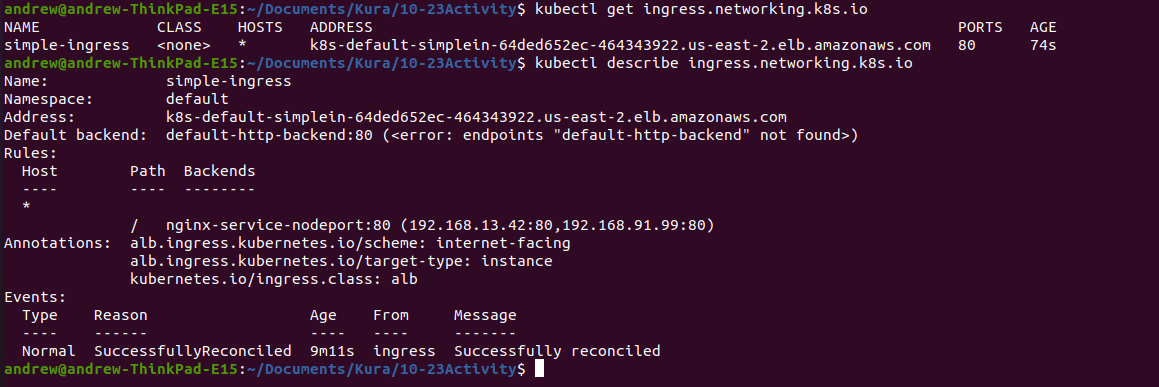 andrew@andrew-ThinkPad-E15:~/Documents/Kura/10-23Activity$ kubectl get ingress.networking.k8s.io
NAME CLASS HOSTS ADDRESS PORTS AGE
simple-ingress <none> * k8s-default-simplein-64ded652ec-464343922.us-east-2.elb.amazonaws.com 80 74s
andrew@andrew-ThinkPad-E15:~/Documents/Kura/10-23Activity$ kubectl describe ingress.networking.k8s.io
Name: simple-ingress
Namespace: default
Address: k8s-default-simplein-64ded652ec-464343922.us-east-2.elb.amazonaws.com
Default backend: default-http-backend:80 (<error: endpoints "default-http-backend" not found>)
Rules:
Host Path Backends
---- ---- --------
*
/ nginx-service-nodeport:80 (192.168.13.42:80,192.168.91.99:80)
Annotations: alb.ingress.kubernetes.io/scheme: internet-facing
alb.ingress.kubernetes.io/target-type: instance
kubernetes.io/ingress.class: alb
Events:
Type Reason Age From Message
---- ------ ---- ---- -------
Normal SuccessfullyReconciled 9m11s ingress Successfully reconciled
andrew@andrew-ThinkPad-E15:~/Documents/Kura/10-23Activity$